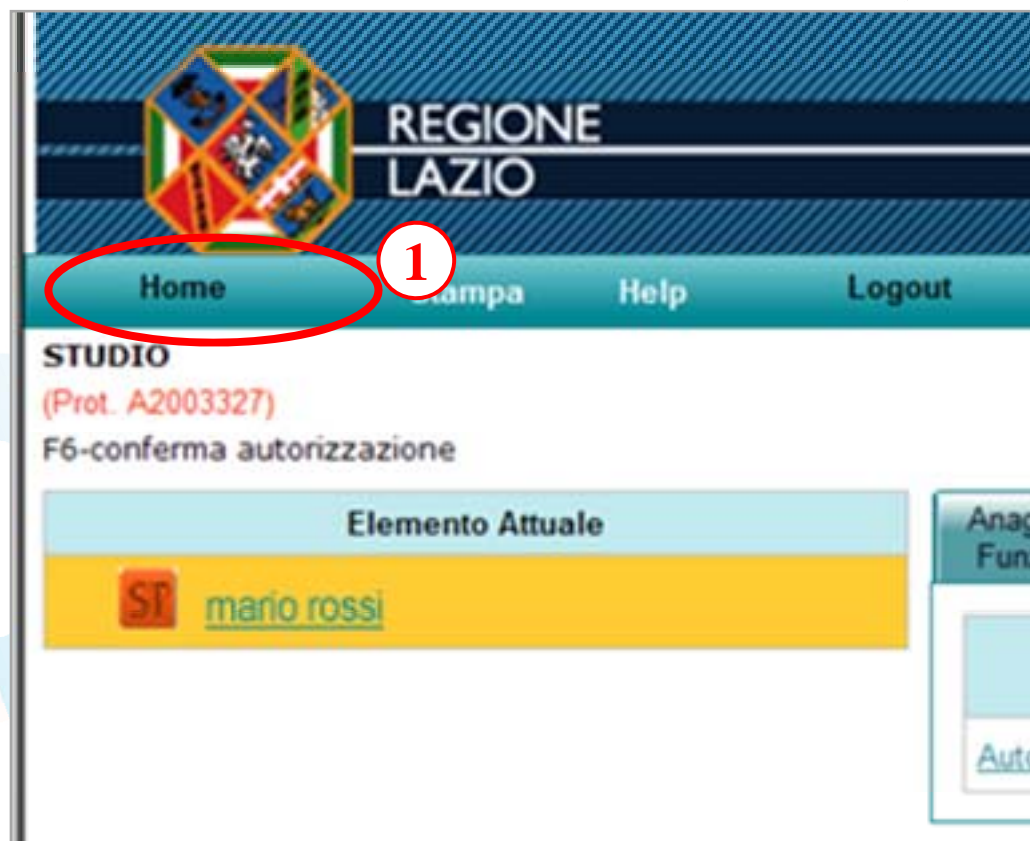 REGIONE
LAZIO
1
Home Stampa Help Logout
STUDIO
(Prot. A2003327)
F6-conferma autorizzazione
Elemento Attuale
mario rossi